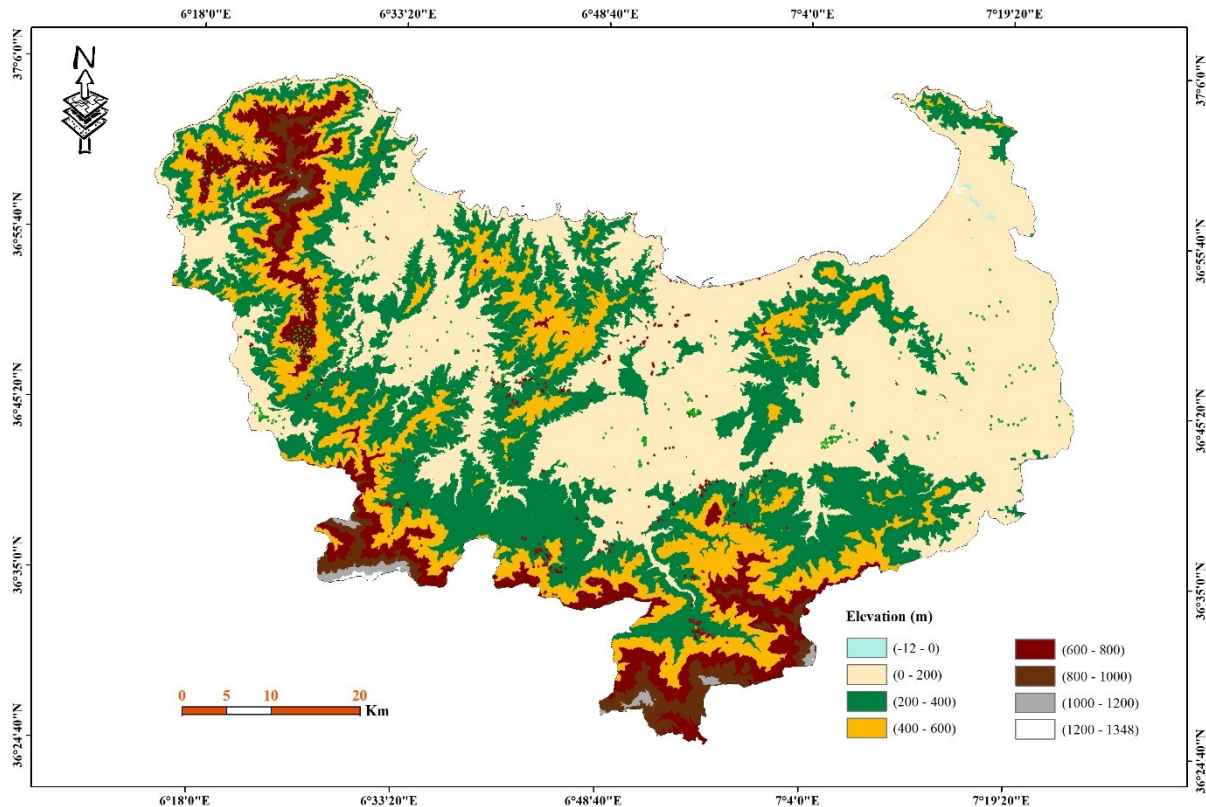 6°18'0"E 6°33'20"E 6°48'40"E 7°4'0"E 7°19'20"E
37°6'0"N
37°6'0"N
N
36°55'40"N
36°55'40"N
36°45'20"N
36°45'20"N
30°35'0"N
36°35'0"N
Elevation (m)
(-12 - 0) (600 - 800)
(0 - 200) (800 - 1000)
(200 - 400) (1000 - 1200)
(400 - 600) (1200 - 1348)
0 5 10 20
Km
36°24'40"N
36°24'40"N
6°18'0"E 6°33'20"E 6°48'40"E 7°4'0"E 7°19'20"E